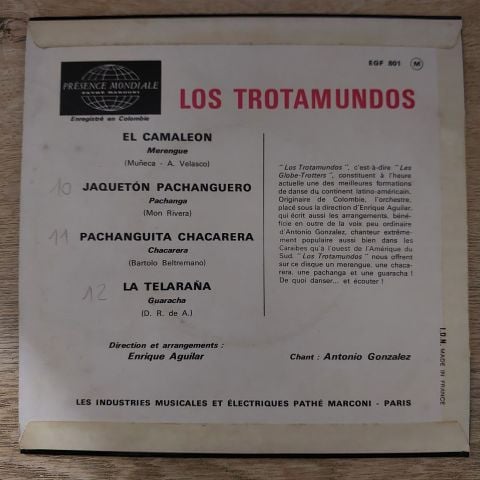 EGF 801 M
PRÉSENCE MONDIALE
PATHÉ MARCONI
Enregistré en Colombie
LOS TROTAMUNDOS
EL CAMALEON
Merengue
(Muñeca - A. Velasco)
10 JAQUETÓN PACHANGUERO
Pachanga
(Mon Rivera)
11 PACHANGUITA CHACARERA
Chacarera
(Bartolo Beltremano)
12 LA TELARAÑA
Guaracha
(D. R. de A.)
" Los Trotamundos ", c'est-à-dire " Les
Globe-Trotters ", constituent à l'heure
actuelle une des meilleures formations
de danse du continent latino-américain.
Originaire de Colombie, l'orchestre,
placé sous la direction d'Enrique Aguilar,
qui écrit aussi les arrangements, béné-
ficie en outre de la voix peu ordinaire
d'Antonio Gonzalez, chanteur extrême-
ment populaire aussi bien dans les
Caraïbes qu'à l'ouest de l'Amérique du
Sud. " Los Trotamundos " nous offrent
sur ce disque un merengue, une chaca-
rera, une pachanga et une guaracha !
De quoi danser... et écouter !
Direction et arrangements :
Enrique Aguilar
Chant : Antonio Gonzalez
LES INDUSTRIES MUSICALES ET ÉLECTRIQUES PATHÉ MARCONI - PARIS
I.D.N. MADE IN FRANCE